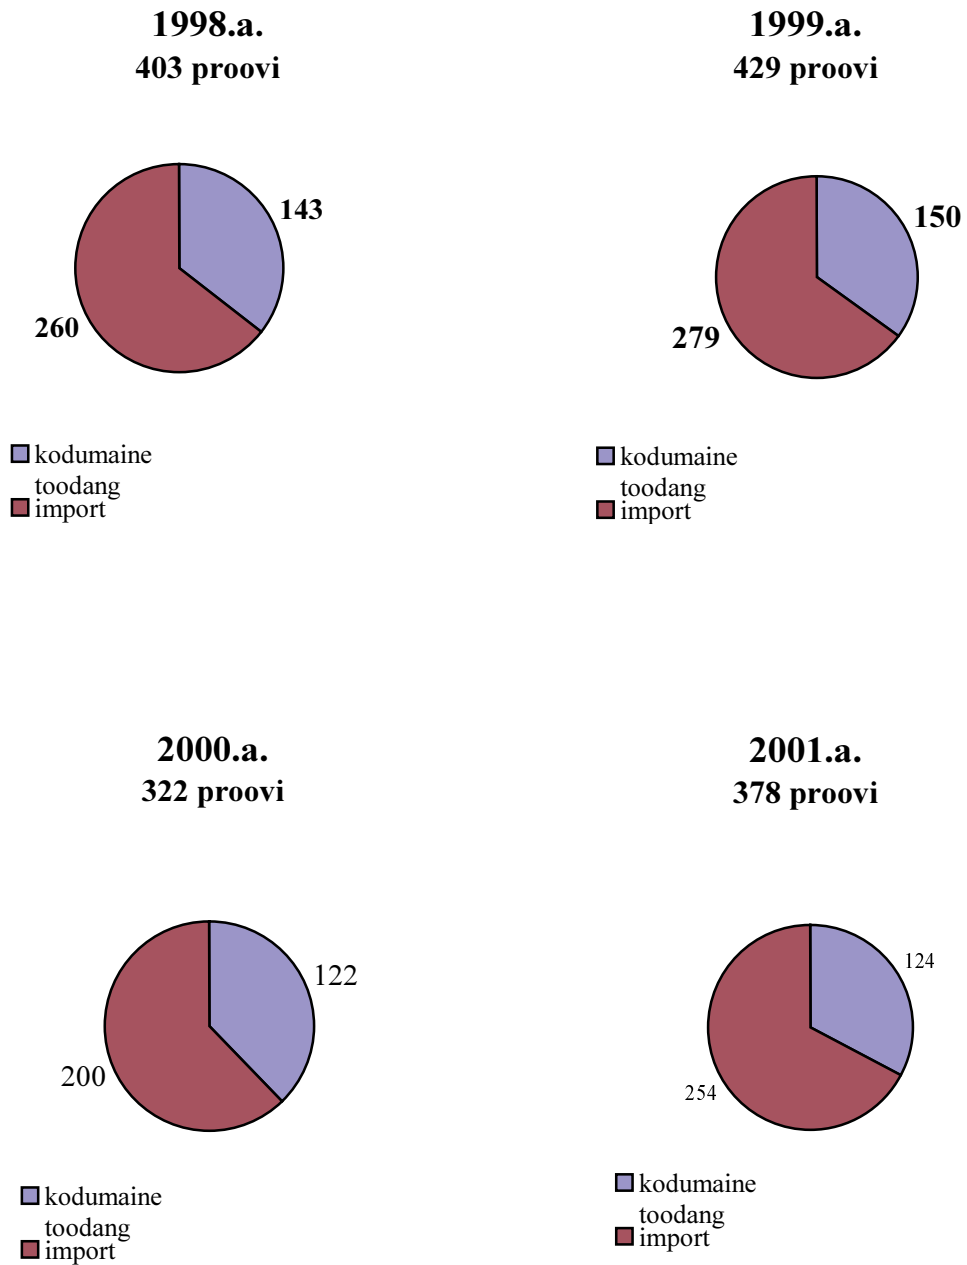 1998.a.
403 proovi
143
260
kodumaine
toodang
import
1999.a.
429 proovi
150
279
kodumaine
toodang
import
2000.a.
322 proovi
122
200
kodumaine
toodang
import
2001.a.
378 proovi
124
254
kodumaine
toodang
import